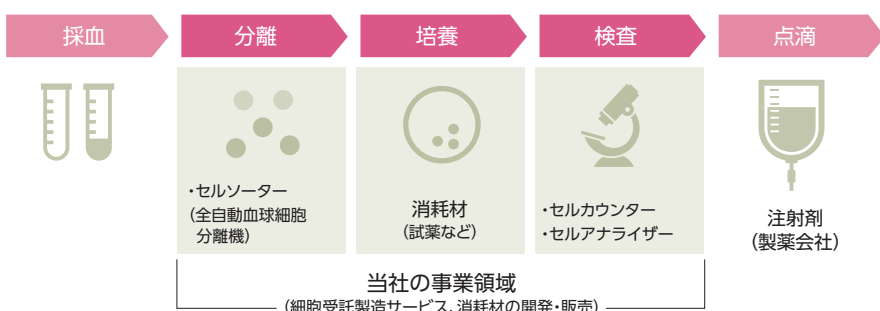 採血
分離
培養
検査
点滴
・セルソーター
(全自動血球細胞
分離機)
消耗材
(試薬など)
・セルカウンター
・セルアナライザー
注射剤
(製薬会社)
当社の事業領域
(細胞受託製造サービス、消耗材の開発・販売)